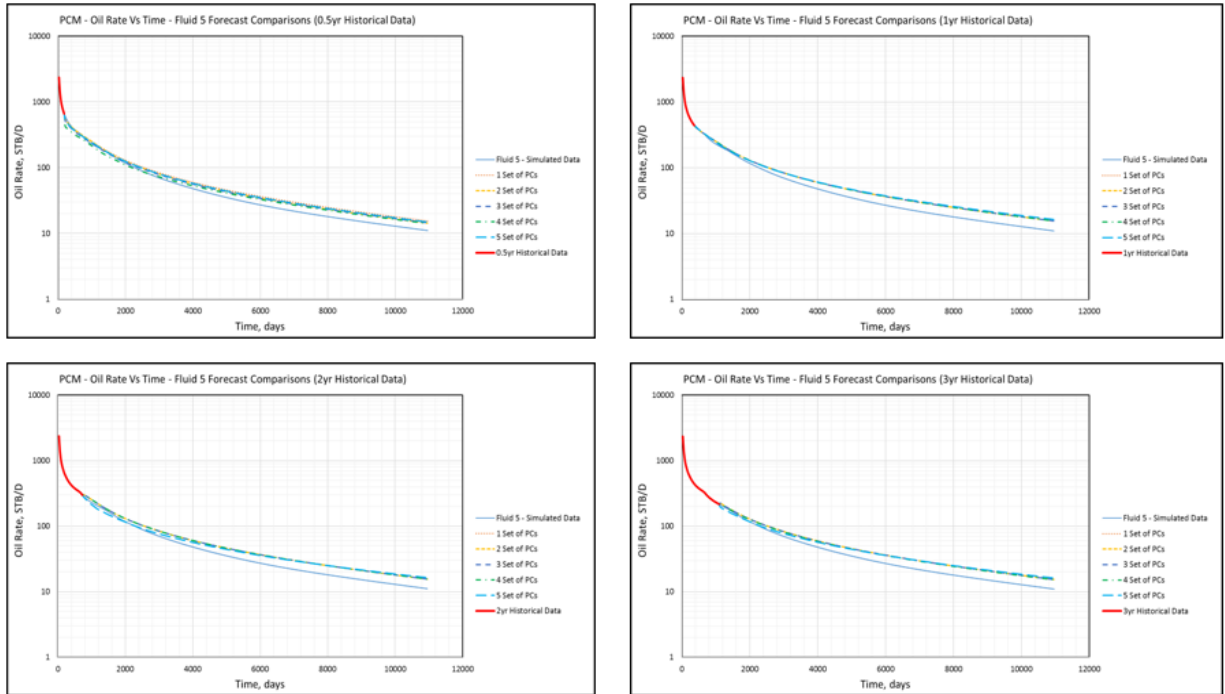 PCM - Oil Rate Vs Time - Fluid 5 Forecast Comparisons (0.5yr Historical Data)
10000
1000
100
10
1
Oil Rate, STB/D
0 2000 4000 6000 8000 10000 12000
Time, days
Fluid 5 - Simulated Data
1 Set of PCs
2 Set of PCs
3 Set of PCs
4 Set of PCs
5 Set of PCs
0.5yr Historical Data
PCM - Oil Rate Vs Time - Fluid 5 Forecast Comparisons (1yr Historical Data)
10000
1000
100
10
1
Oil Rate, STB/D
0 2000 4000 6000 8000 10000 12000
Time, days
Fluid 5 - Simulated Data
1 Set of PCs
2 Set of PCs
3 Set of PCs
4 Set of PCs
5 Set of PCs
1yr Historical Data
PCM - Oil Rate Vs Time - Fluid 5 Forecast Comparisons (2yr Historical Data)
10000
1000
100
10
1
Oil Rate, STB/D
0 2000 4000 6000 8000 10000 12000
Time, days
Fluid 5 - Simulated Data
1 Set of PCs
2 Set of PCs
3 Set of PCs
4 Set of PCs
5 Set of PCs
2yr Historical Data
PCM - Oil Rate Vs Time - Fluid 5 Forecast Comparisons (3yr Historical Data)
10000
1000
100
10
1
Oil Rate, STB/D
0 2000 4000 6000 8000 10000 12000
Time, days
Fluid 5 - Simulated Data
1 Set of PCs
2 Set of PCs
3 Set of PCs
4 Set of PCs
5 Set of PCs
3yr Historical Data